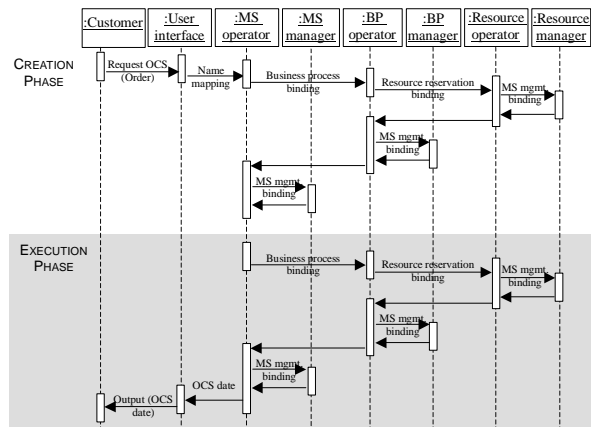 :Customer
:User
interface
:MS
operator
:MS
manager
:BP
operator
:BP
manager
:Resource
operator
:Resource
manager
CREATION
PHASE
Request OCS
(Order)
Name
mapping
Business process
binding
Resource reservation
binding
MS mgmt.
binding
MS mgmt
binding
MS mgmt
binding
EXECUTION
PHASE
Business process
binding
Resource reservation
binding
MS mgmt.
binding
MS mgmt
binding
MS mgmt
binding
OCS date
Output (OCS
date)